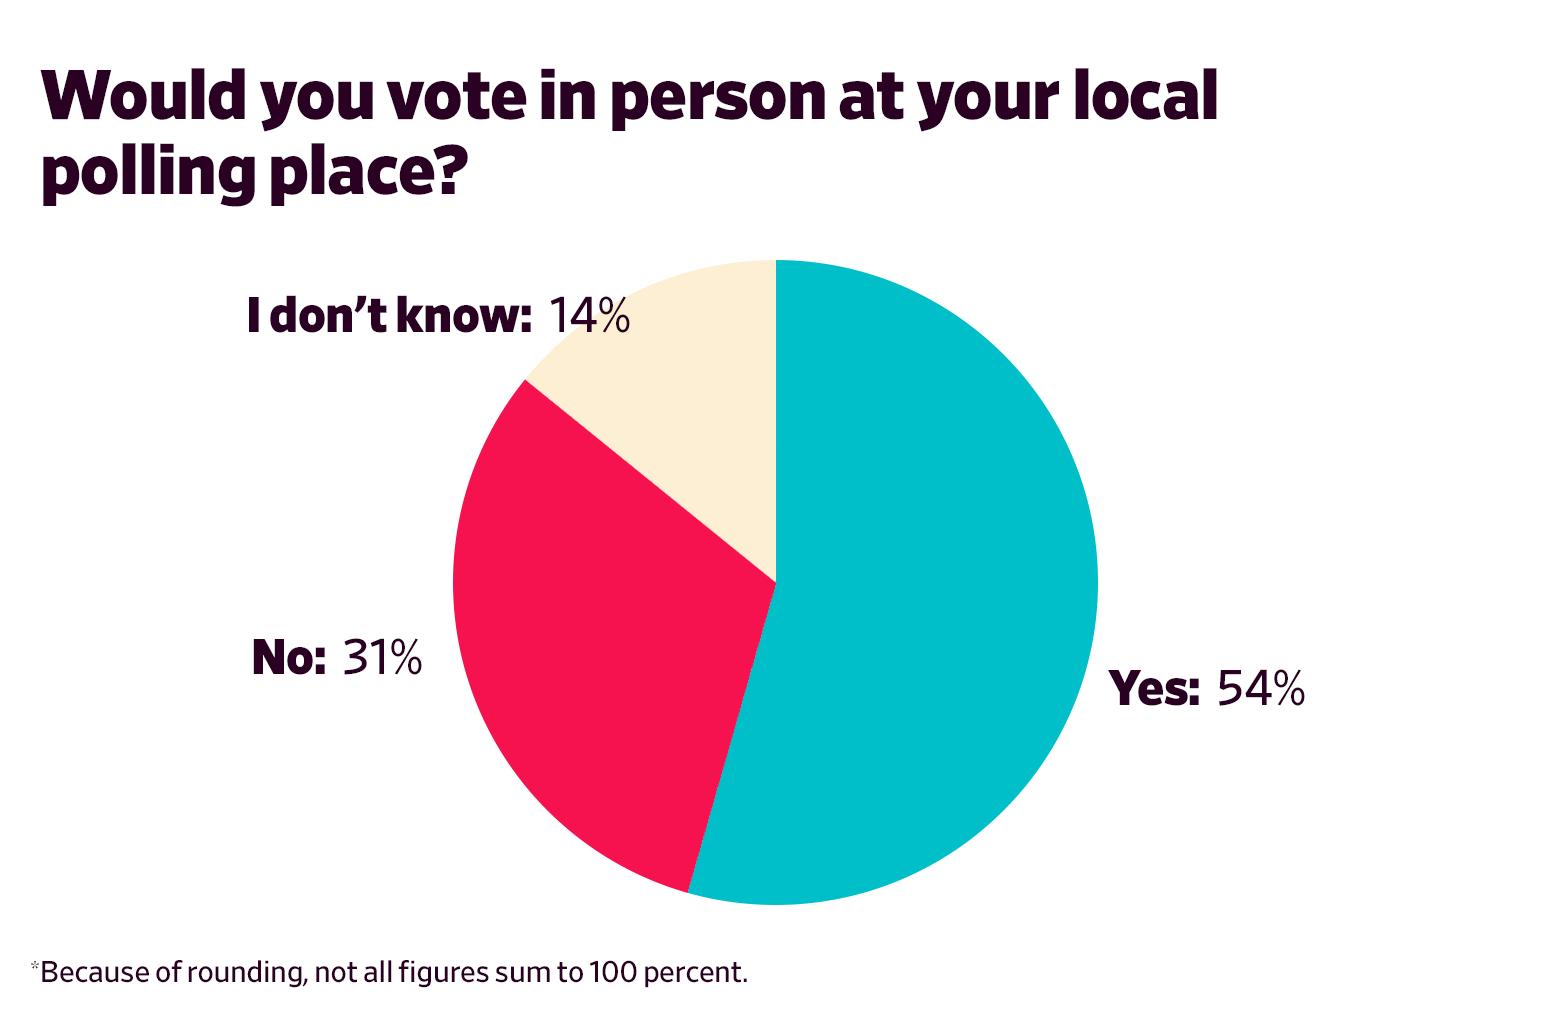 Would you vote in person at your local
polling place?
I don’t know: 14%
No: 31%
Yes: 54%
*Because of rounding, not all figures sum to 100 percent.